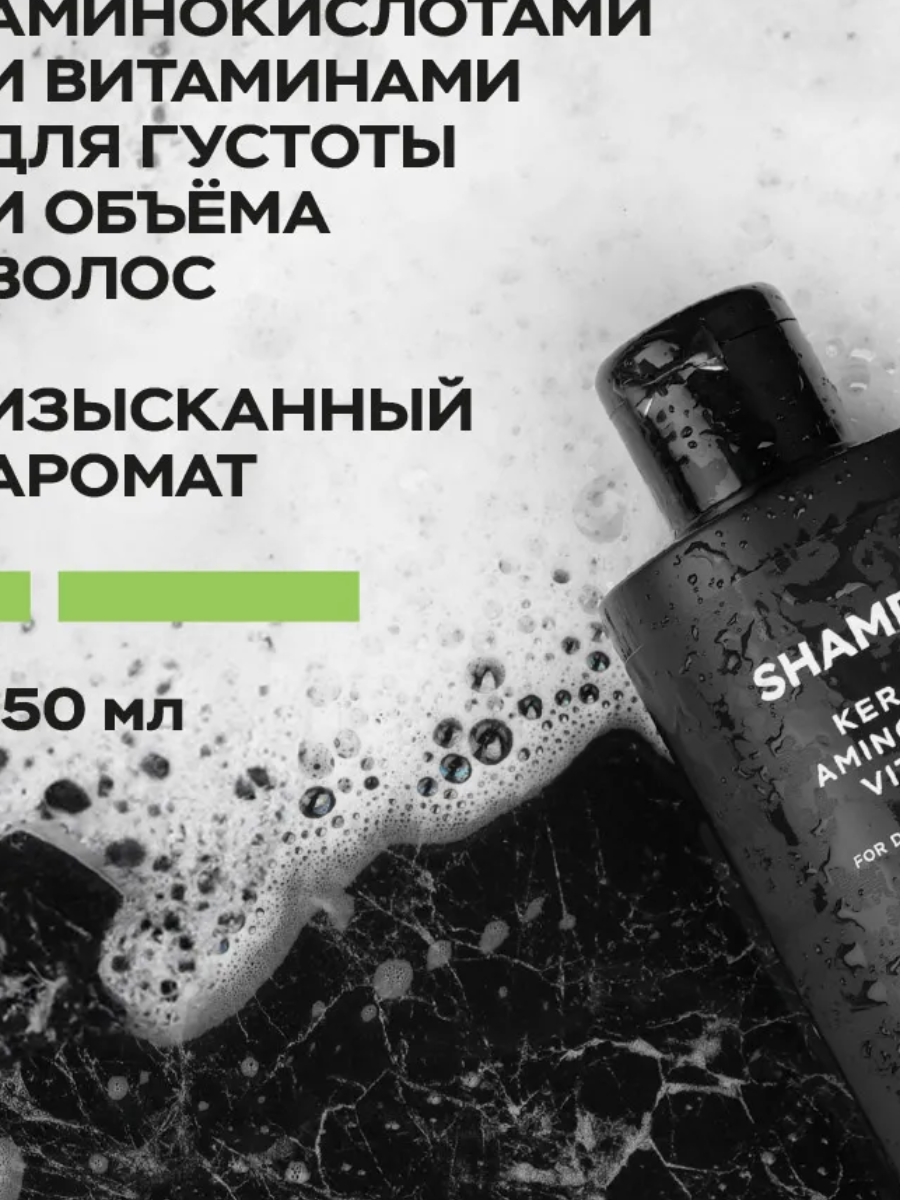 АМИНОКИСЛОТАМИ
И ВИТАМИНАМИ
ДЛЯ ГУСТОТЫ
И ОБЪЁМА
ВОЛОС
ИЗЫСКАННЫЙ
АРОМАТ
50 мл
SHAMP
KER
AMINO
VIT
FOR D